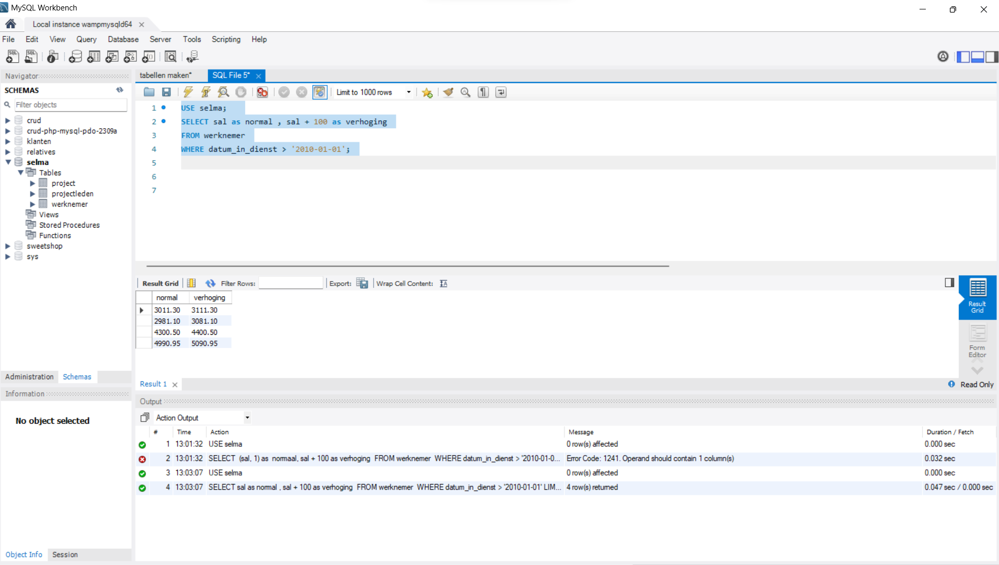 MySQL Workbench
Local instance wampmysqld64
File Edit View Query Database Server Tools Scripting Help
Navigator
tabellen maken*
SQL File 5*
SCHEMAS
Filter objects
crud
crud-php-mysql-pdo-2309a
klanten
relatives
selma
Tables
project
projectleden
werknemer
Views
Stored Procedures
Functions
sweetshop
sys
Limit to 1000 rows
1 USE selma;
2 SELECT sal as normal , sal + 100 as verhoging
3 FROM werknemer
4 WHERE datum_in_dienst > '2010-01-01';
5
6
7
Result Grid Filter Rows: Export: Wrap Cell Content:
normal verhoging
3011.30 3111.30
2981.10 3081.10
4300.50 4400.50
4990.95 5090.95
Result
Grid
Form
Editor
Administration Schemas
Result 1
Read Only
Information
No object selected
Output
Action Output
# Time Action Message Duration / Fetch
1 13:01:32 USE selma 0 row(s) affected 0.000 sec
2 13:01:32 SELECT (sal, 1) as normaal, sal + 100 as verhoging FROM werknemer WHERE datum_in_dienst > '2010-01-0... Error Code: 1241. Operand should contain 1 column(s) 0.032 sec
3 13:03:07 USE selma 0 row(s) affected 0.000 sec
4 13:03:07 SELECT sal as normal , sal + 100 as verhoging FROM werknemer WHERE datum_in_dienst > '2010-01-01' LIM... 4 row(s) returned 0.047 sec / 0.000 sec
Object Info Session